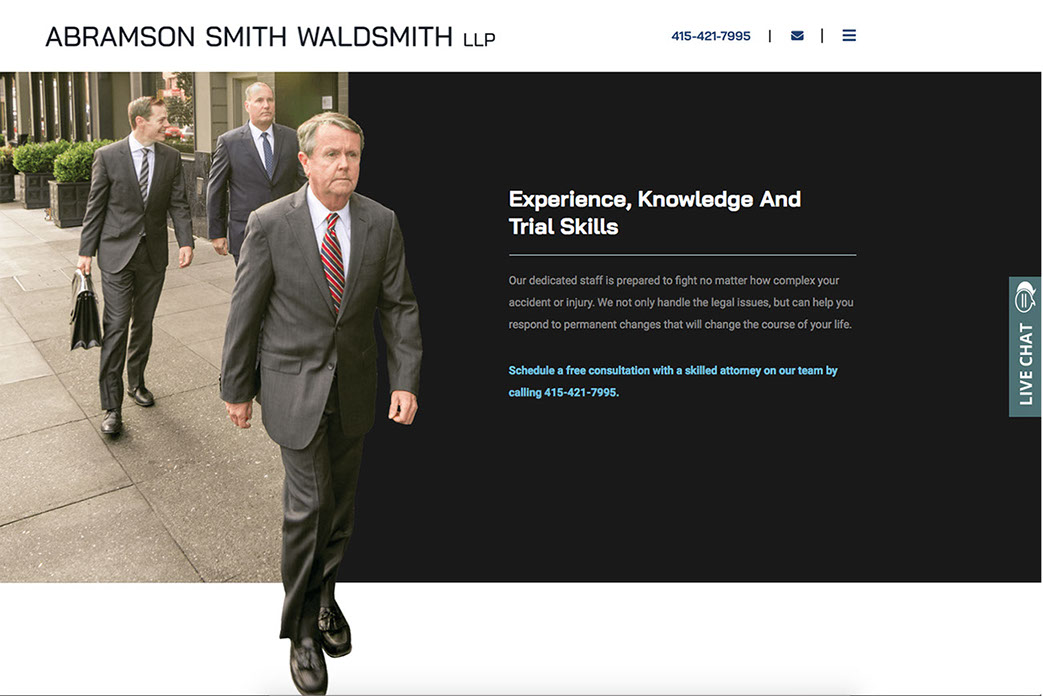 ABRAMSON SMITH WALDSMITH LLP
415-421-7995 | |
Experience, Knowledge And
Trial Skills
Our dedicated staff is prepared to fight no matter how complex your
accident or injury. We not only handle the legal issues, but can help you
respond to permanent changes that will change the course of your life.
Schedule a free consultation with a skilled attorney on our team by
calling 415-421-7995.
LIVE CHAT